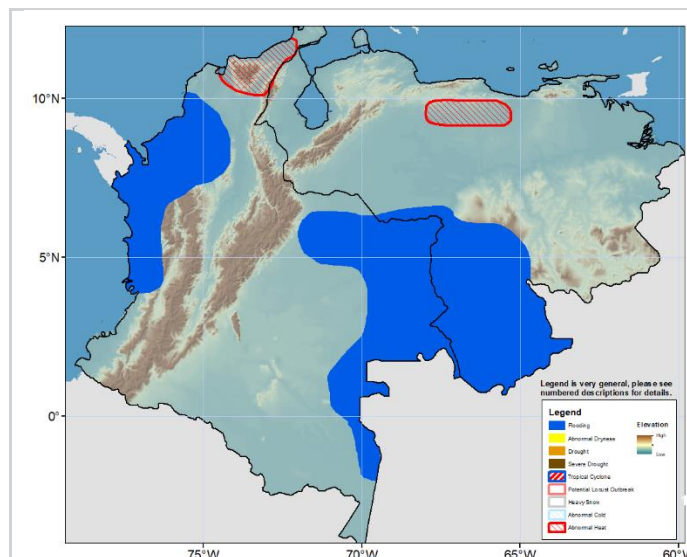 10°N
5°N
0°
75°W
70°W
65°W
60°W
Legend is very general, please see
numbered descriptions for details.
Legend
Flooding
Abnormal Dryness
Drought
Severe Drought
Tropical Cyclone
Potential Locust Outbreak
Heavy Snow
Abnormal Cold
Abnormal Heat
Elevation
High
Low